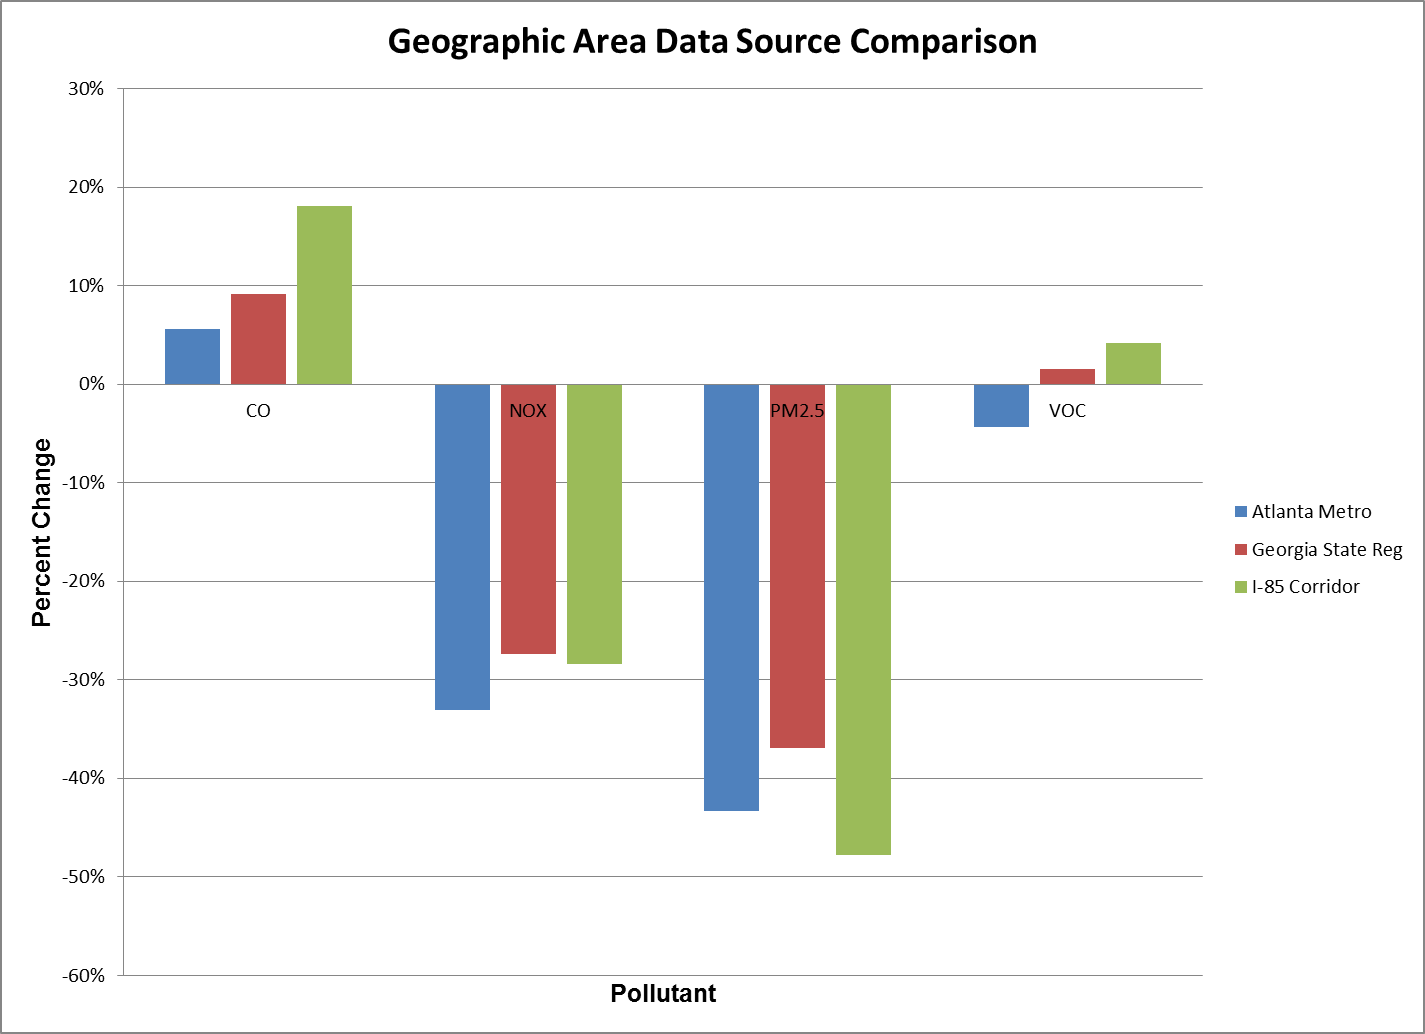 Geographic Area Data Source Comparison
30%
20%
10%
0%
-10%
-20%
-30%
-40%
-50%
-60%
Percent Change
CO
NOX
PM2.5
VOC
Pollutant
Atlanta Metro
Georgia State Reg
I-85 Corridor